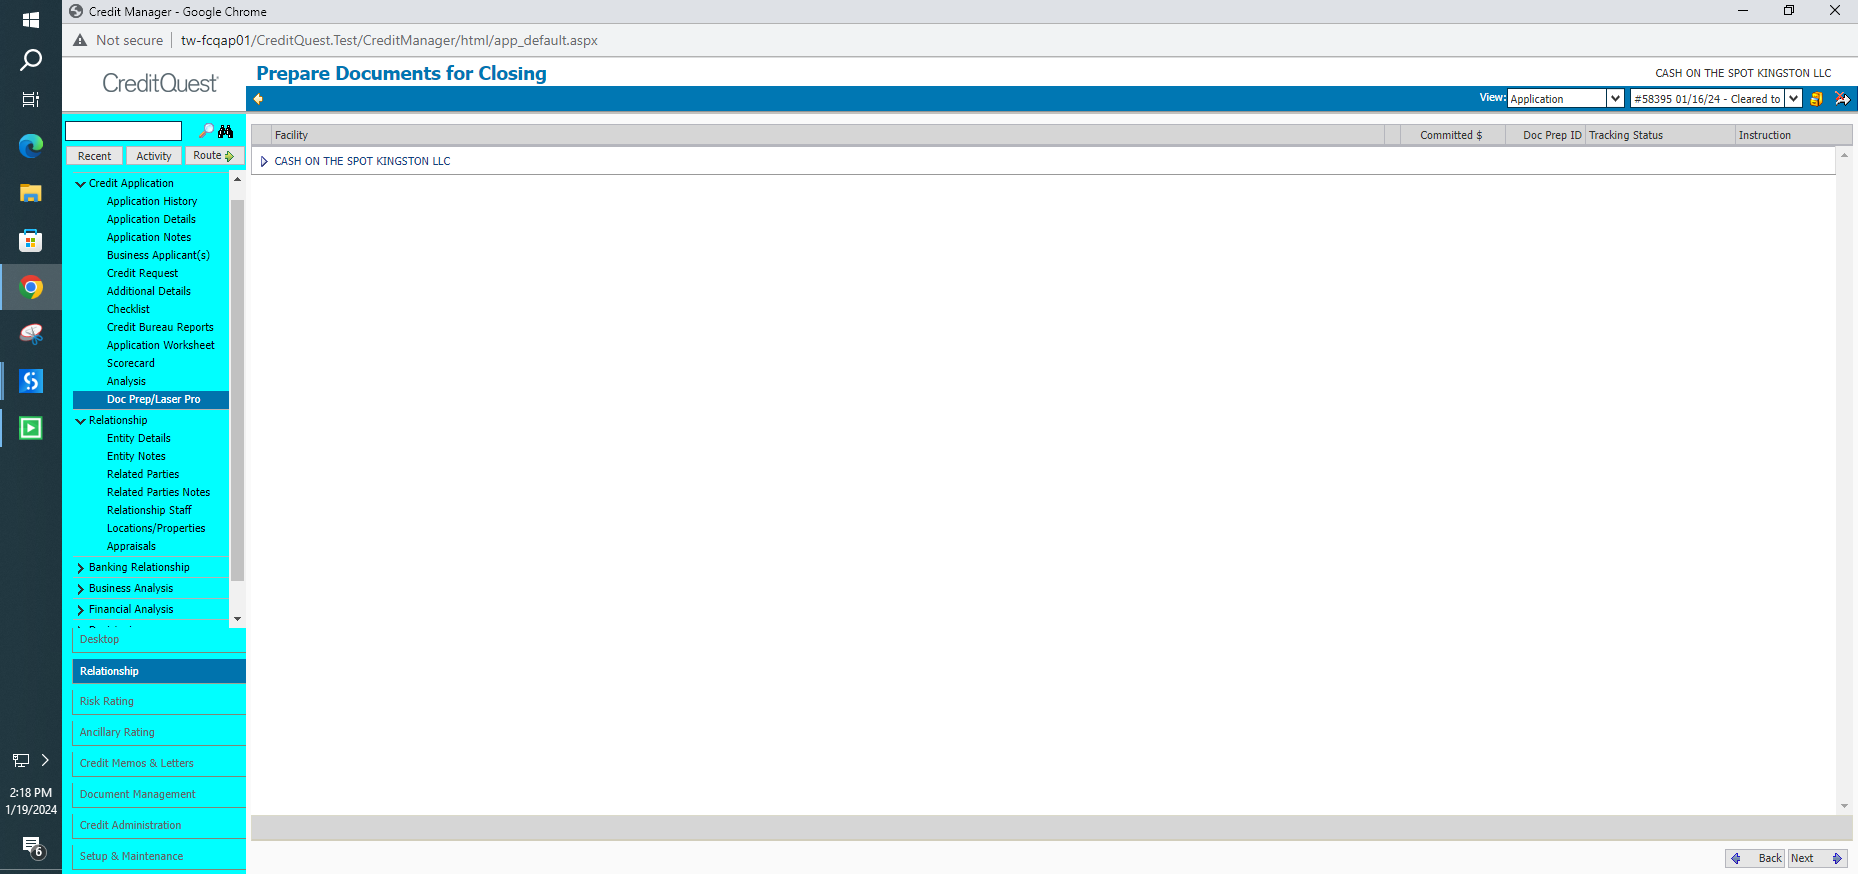 Credit Manager - Google Chrome
Not secure
tw-fcqap01/CreditQuest.Test/CreditManager/html/app_default.aspx
CreditQuest
Prepare Documents for Closing
CASH ON THE SPOT KINGSTON LLC
View:
Application
#58395 01/16/24 - Cleared to
Recent
Activity
Route
Facility
Committed $
Doc Prep ID
Tracking Status
Instruction
CASH ON THE SPOT KINGSTON LLC
Credit Application
Application History
Application Details
Application Notes
Business Applicant(s)
Credit Request
Additional Details
Checklist
Credit Bureau Reports
Application Worksheet
Scorecard
Analysis
Doc Prep/Laser Pro
Relationship
Entity Details
Entity Notes
Related Parties
Related Parties Notes
Relationship Staff
Locations/Properties
Appraisals
Banking Relationship
Business Analysis
Financial Analysis
Desktop
Relationship
Risk Rating
Ancillary Rating
Credit Memos & Letters
Document Management
Credit Administration
Setup & Maintenance
2:18 PM
1/19/2024
6
Back
Next